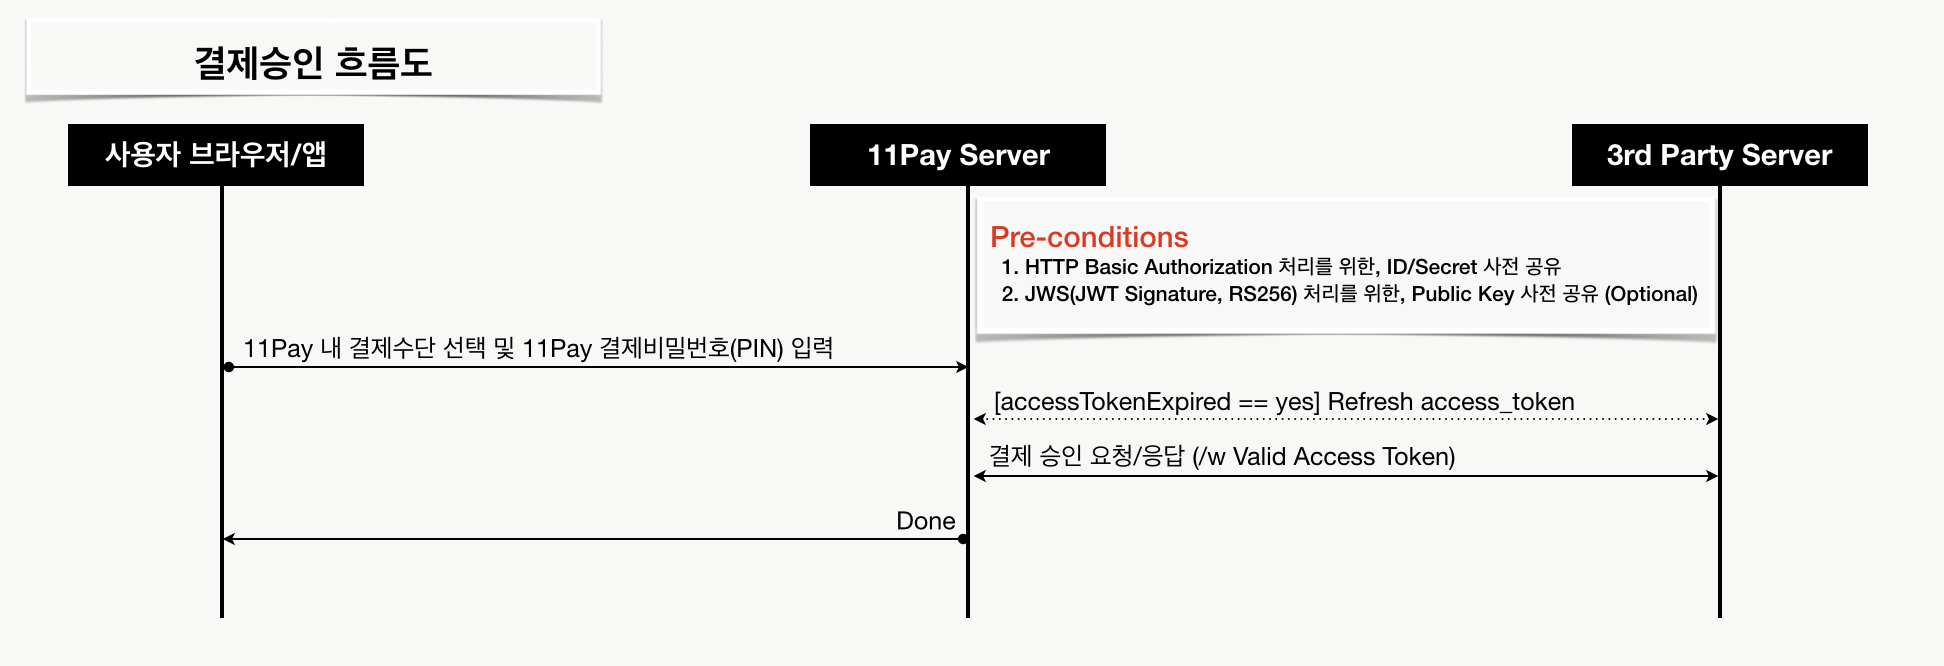 결제승인 흐름도
사용자 브라우저/앱
11Pay Server
3rd Party Server
Pre-conditions
1. HTTP Basic Authorization 처리를 위한, ID/Secret 사전 공유
2. JWS(JWT Signature, RS256) 처리를 위한, Public Key 사전 공유 (Optional)
11Pay 내 결제수단 선택 및 11Pay 결제비밀번호(PIN) 입력
[accessTokenExpired == yes] Refresh access_token
결제 승인 요청/응답 (/w Valid Access Token)
Done